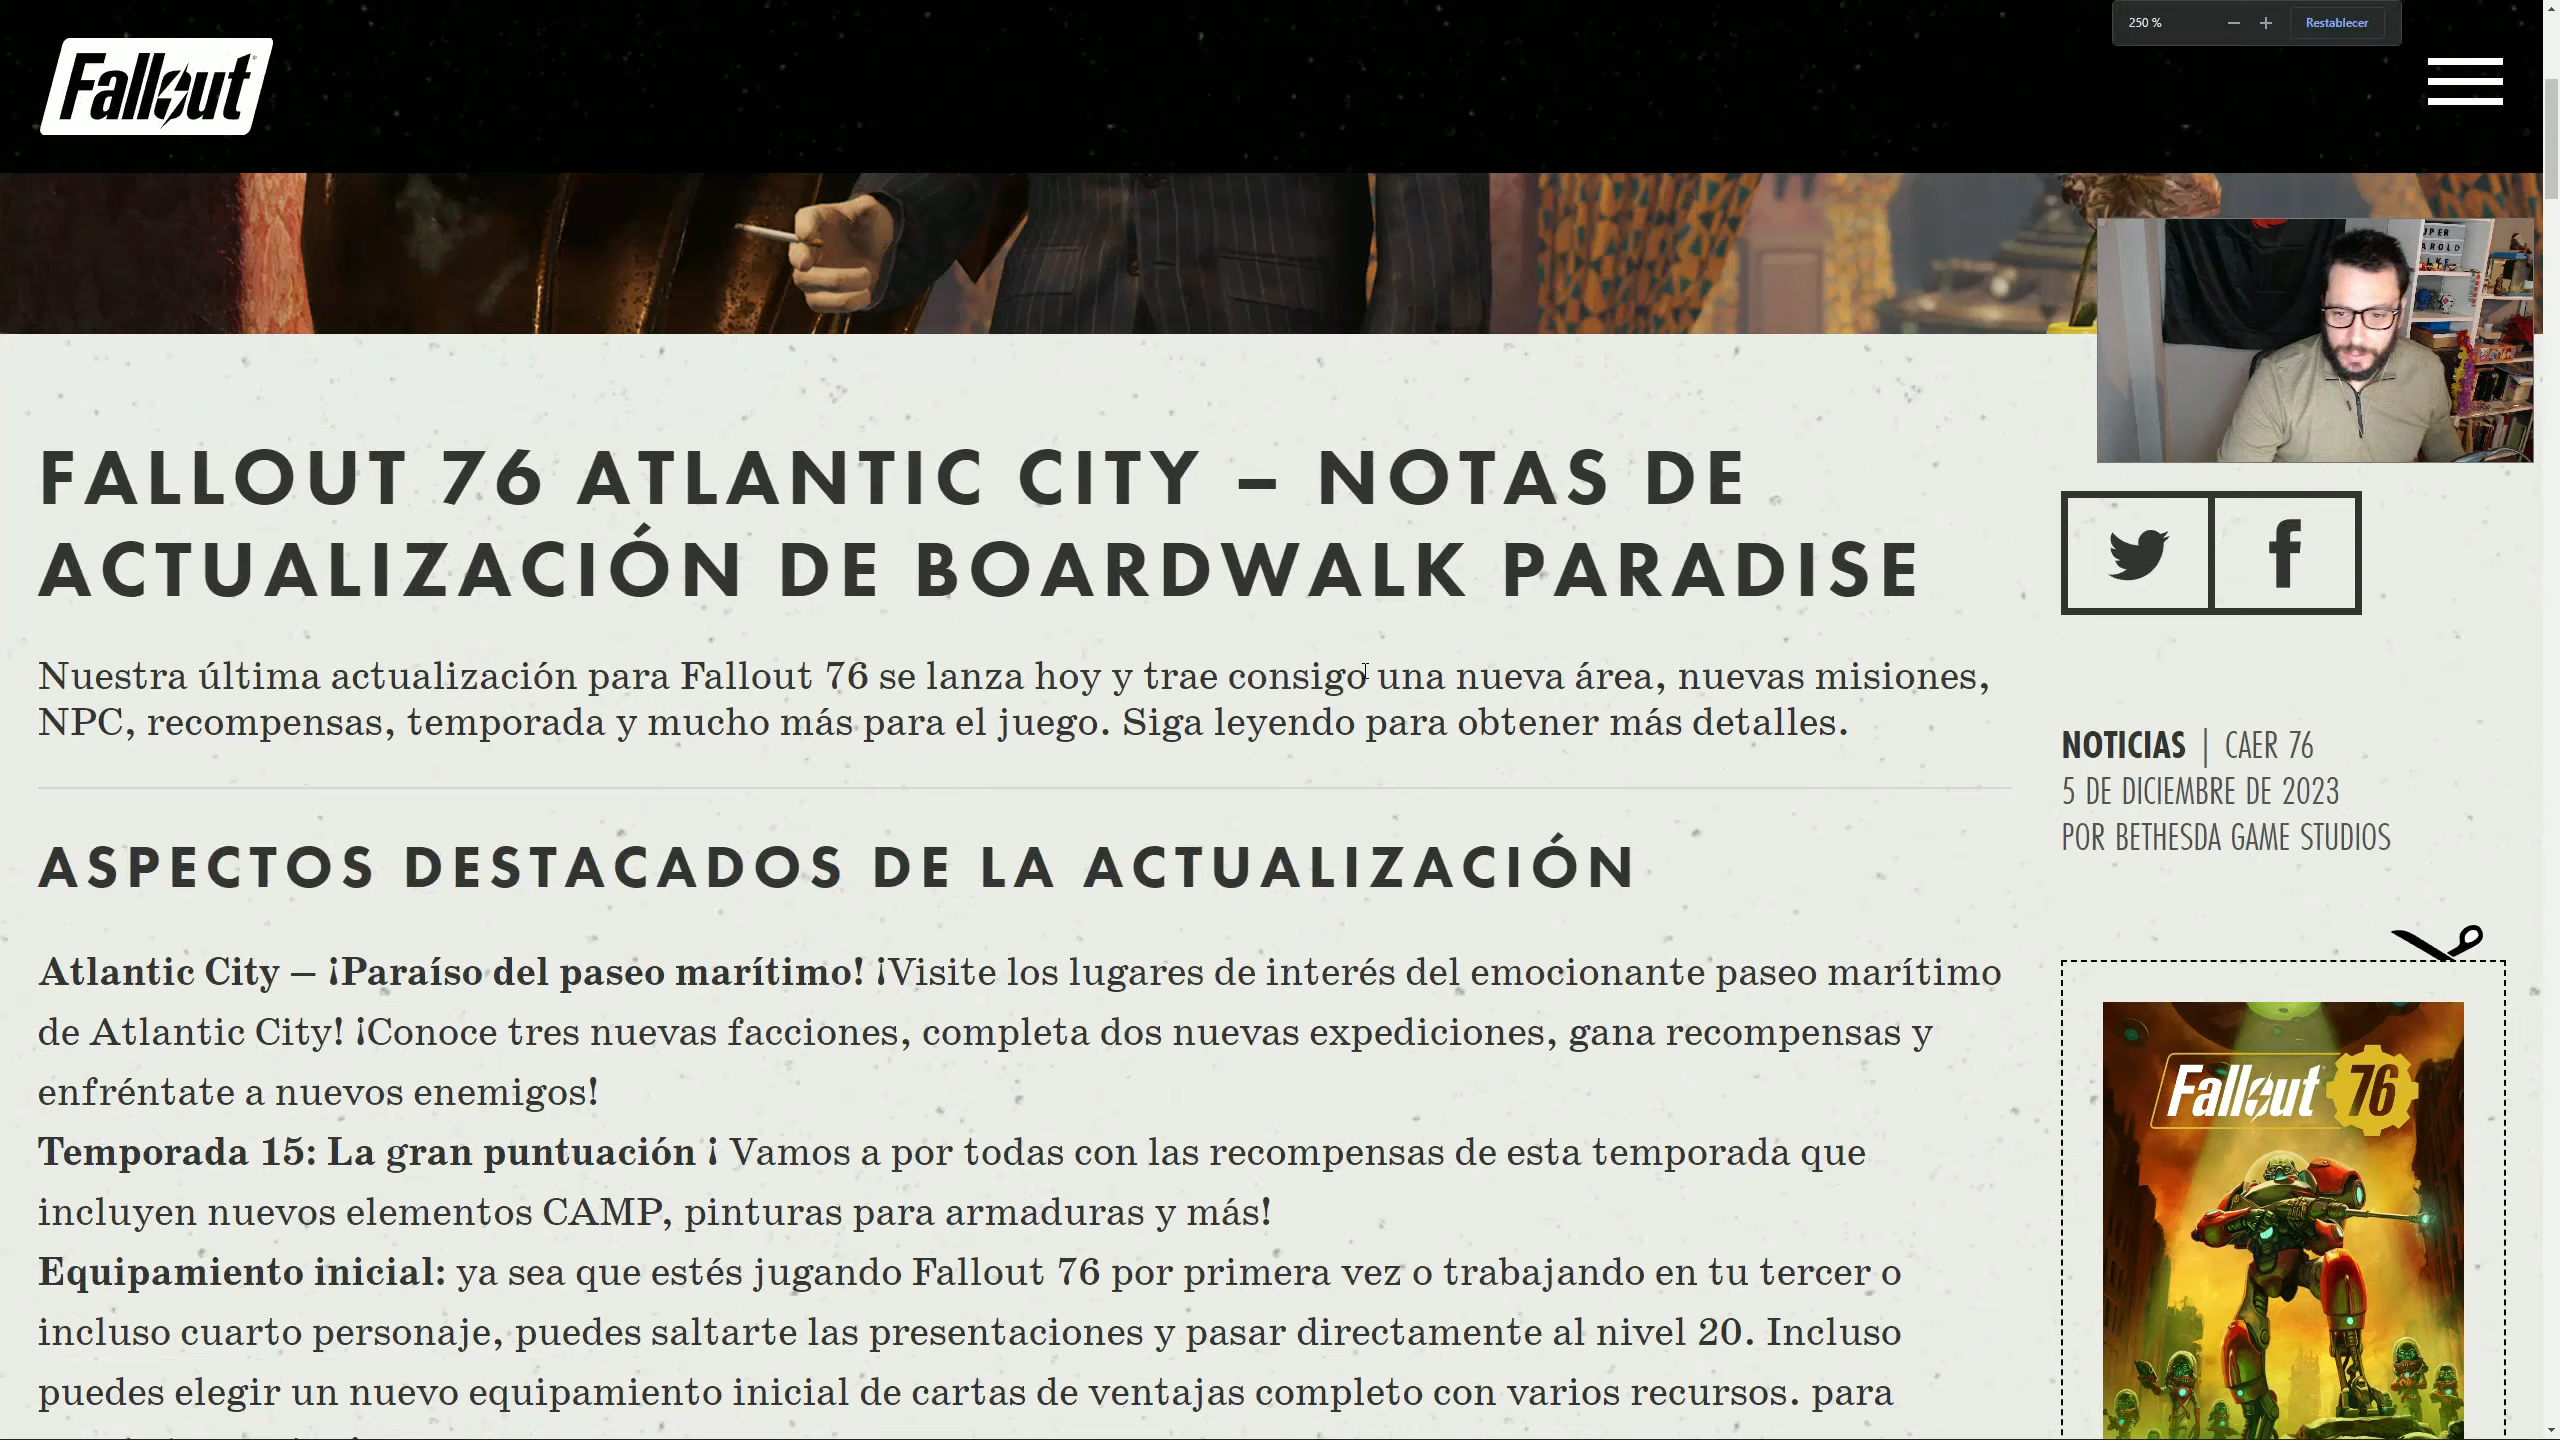 250 %
Restablecer
Fallout
UPER
AROLD
FALLOUT 76 ATLANTIC CITY – NOTAS DE
ACTUALIZACIÓN DE BOARDWALK PARADISE
Nuestra última actualización para Fallout 76 se lanza hoy y trae consigo una nueva área, nuevas misiones,
NPC, recompensas, temporada y mucho más para el juego. Siga leyendo para obtener más detalles.
NOTICIAS | CAER 76
5 DE DICIEMBRE DE 2023
POR BETHESDA GAME STUDIOS
ASPECTOS DESTACADOS DE LA ACTUALIZACIÓN
Atlantic City – ¡Paraíso del paseo marítimo! ¡Visite los lugares de interés del emocionante paseo marítimo
de Atlantic City! ¡Conoce tres nuevas facciones, completa dos nuevas expediciones, gana recompensas y
enfréntate a nuevos enemigos!
Temporada 15: La gran puntuación ¡ Vamos a por todas con las recompensas de esta temporada que
incluyen nuevos elementos CAMP, pinturas para armaduras y más!
Equipamiento inicial: ya sea que estés jugando Fallout 76 por primera vez o trabajando en tu tercer o
incluso cuarto personaje, puedes saltarte las presentaciones y pasar directamente al nivel 20. Incluso
puedes elegir un nuevo equipamiento inicial de cartas de ventajas completo con varios recursos. para
Fallout 76